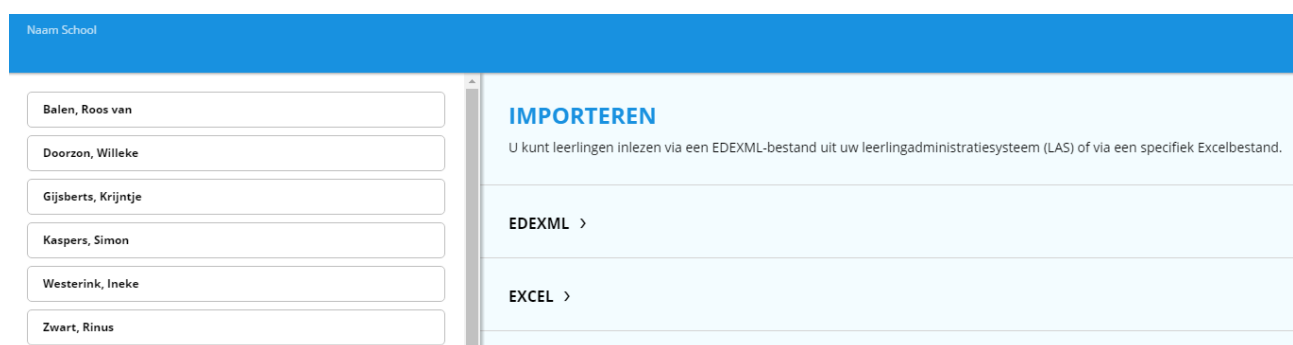 Naam School
Balen, Roos van
Doorzon, Willeke
Gijsberts, Krijntje
Kaspers, Simon
Westerink, Ineke
Zwart, Rinus
IMPORTEREN
U kunt leerlingen inlezen via een EDEXML-bestand uit uw leerlingadministratiesysteem (LAS) of via een specifiek Excelbestand.
EDEXML >
EXCEL >